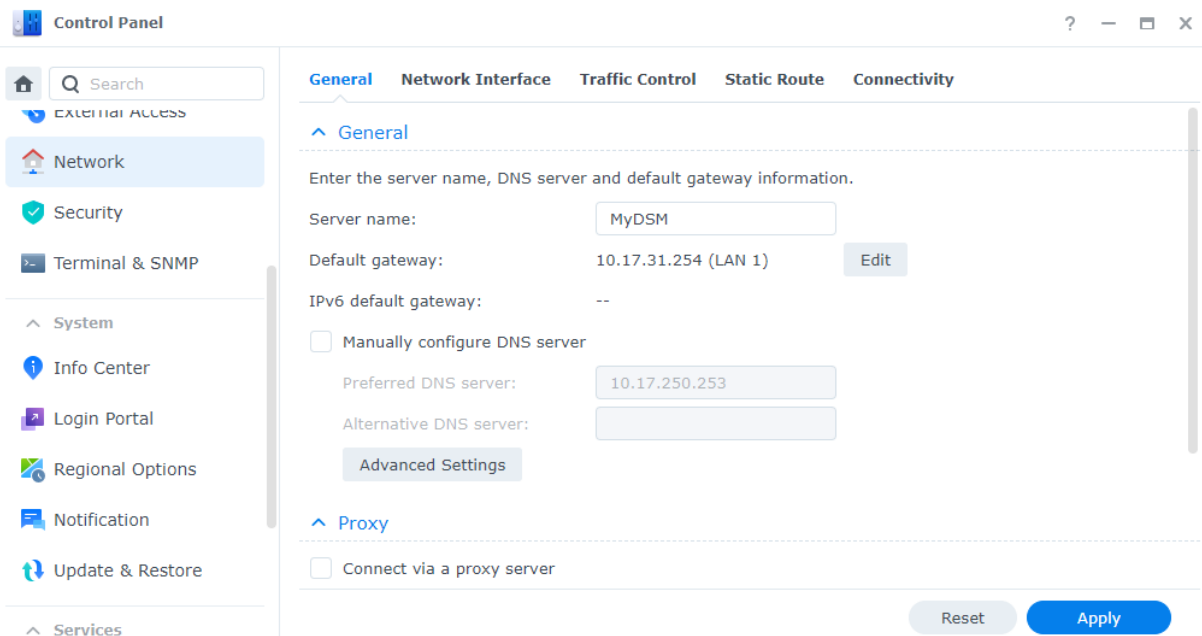 Control Panel
?
Search
External Access
Network
Security
Terminal & SNMP
System
Info Center
Login Portal
Regional Options
Notification
Update & Restore
Services
General Network Interface Traffic Control Static Route Connectivity
General
Enter the server name, DNS server and default gateway information.
Server name: MyDSM
Default gateway: 10.17.31.254 (LAN 1) Edit
IPv6 default gateway: --
Manually configure DNS server
Preferred DNS server: 10.17.250.253
Alternative DNS server:
Advanced Settings
Proxy
Connect via a proxy server
Reset Apply